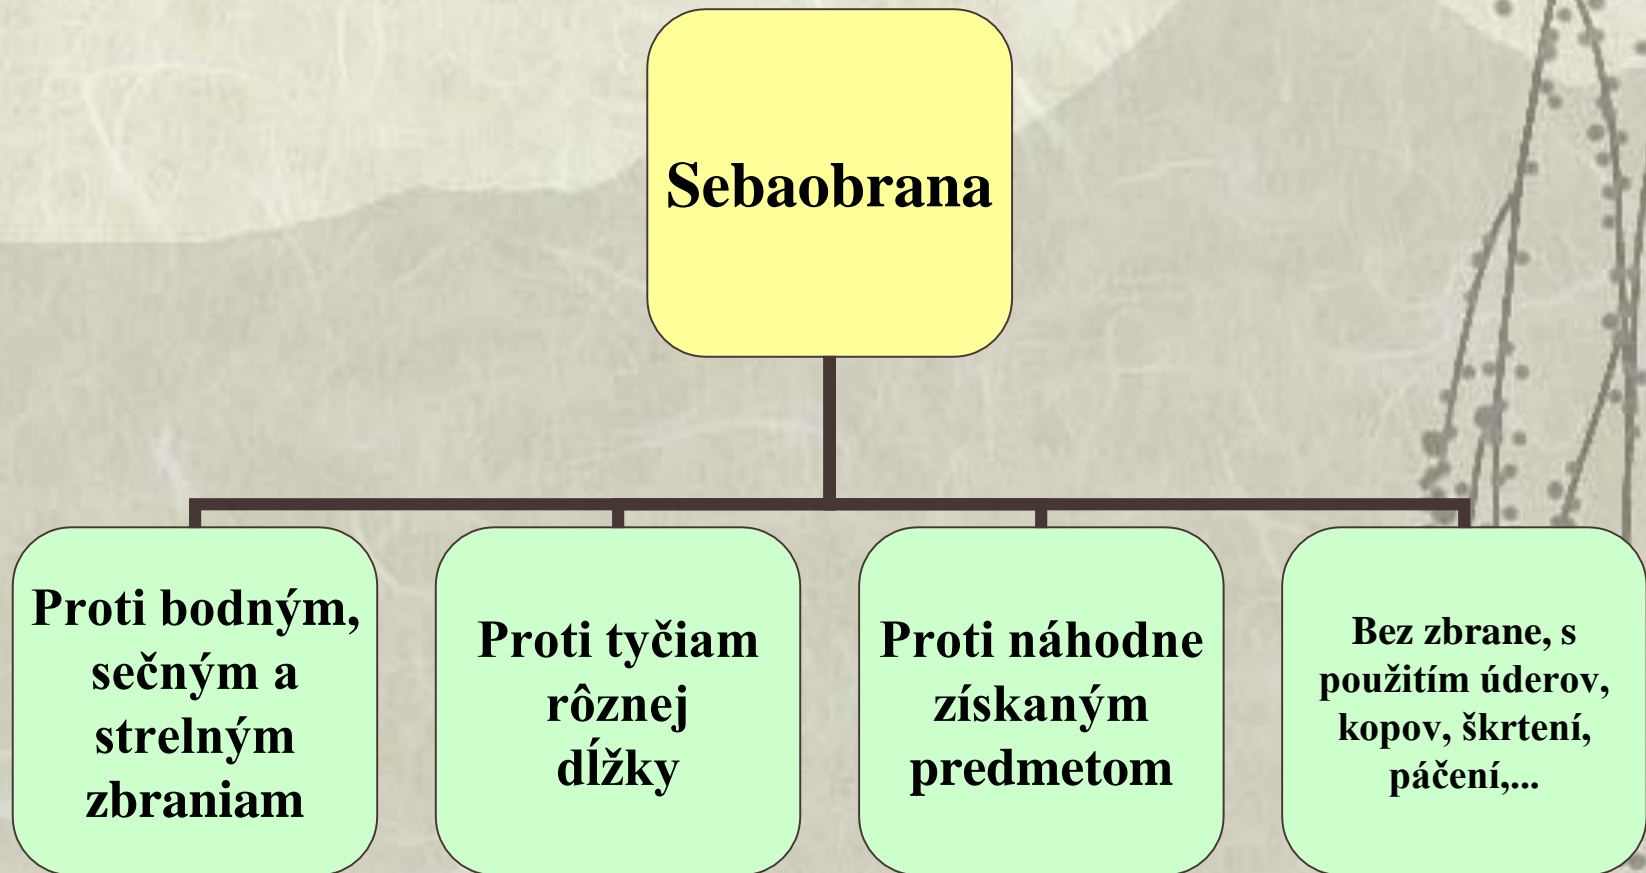 Sebaobrana
Proti bodným,
sečným a
strelným
zbraniam
Proti tyčiam
rôznej
dĺžky
Proti náhodne
získaným
predmetom
Bez zbrane, s
použitím úderov,
kopov, škrtení,
páčení,...